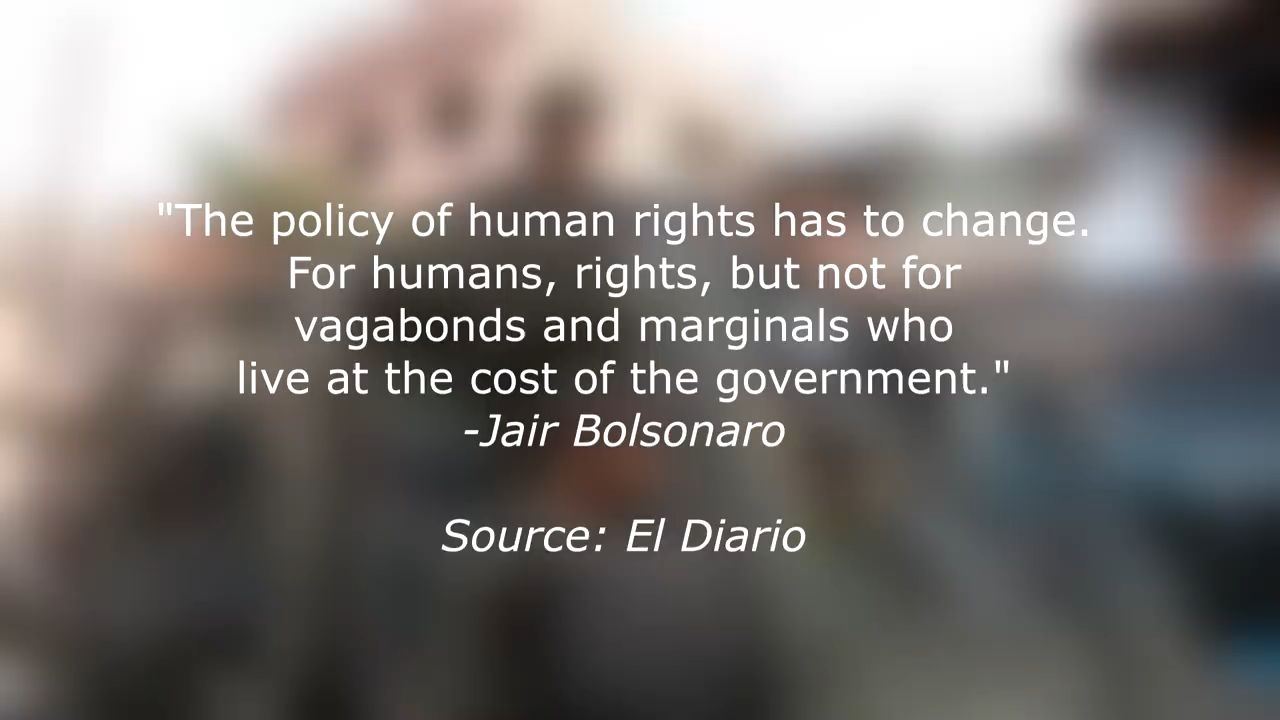 "The policy of human rights has to change.
For humans, rights, but not for
vagabonds and marginals who
live at the cost of the government."
-Jair Bolsonaro
Source: El Diario